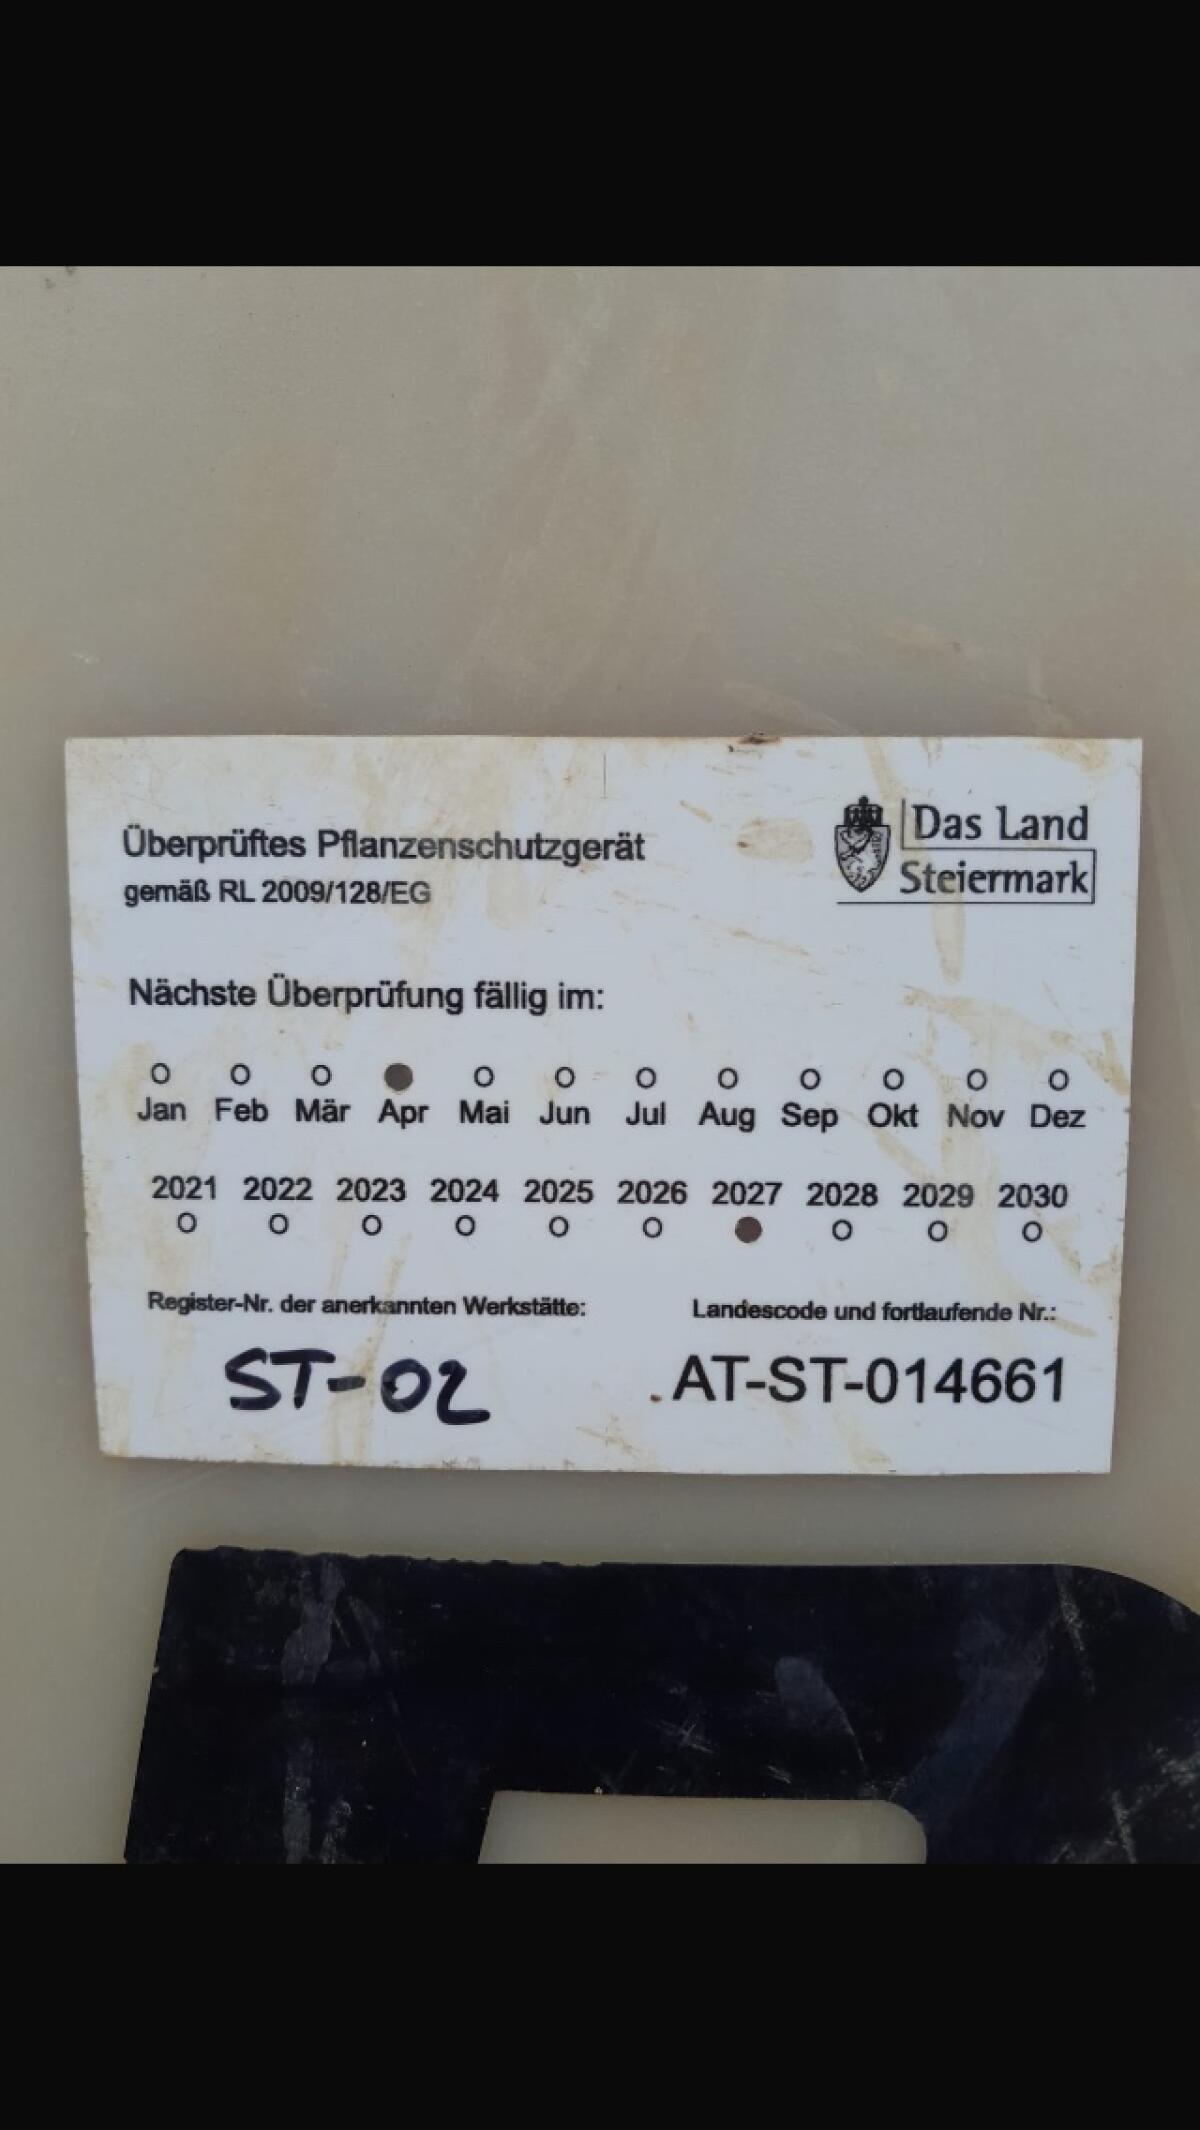 Überprüftes Pflanzenschutzgerät
gemäß RL 2009/128/EG
Das Land
Steiermark
Nächste Überprüfung fällig im:
Jan Feb Mär Apr Mai Jun Jul Aug Sep Okt Nov Dez
2021 2022 2023 2024 2025 2026 2027 2028 2029 2030
Register-Nr. der anerkannten Werkstätte:
ST-02
Landescode und fortlaufende Nr.:
AT-ST-014661